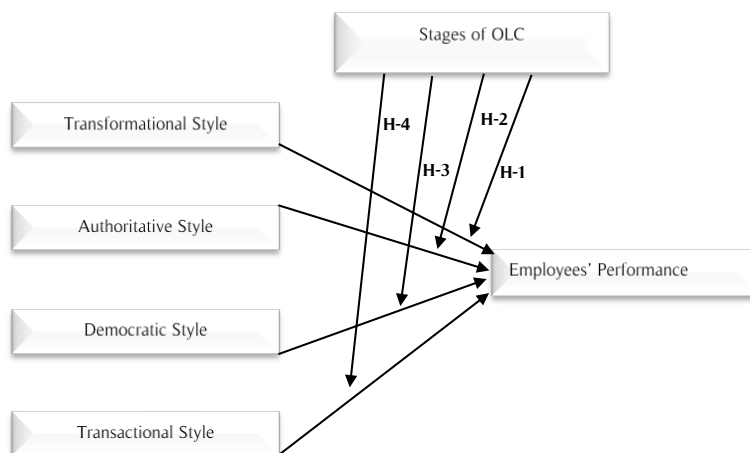 Stages of OLC
Transformational Style
H-4
H-2
H-3
H-1
Authoritative Style
Employees' Performance
Democratic Style
Transactional Style